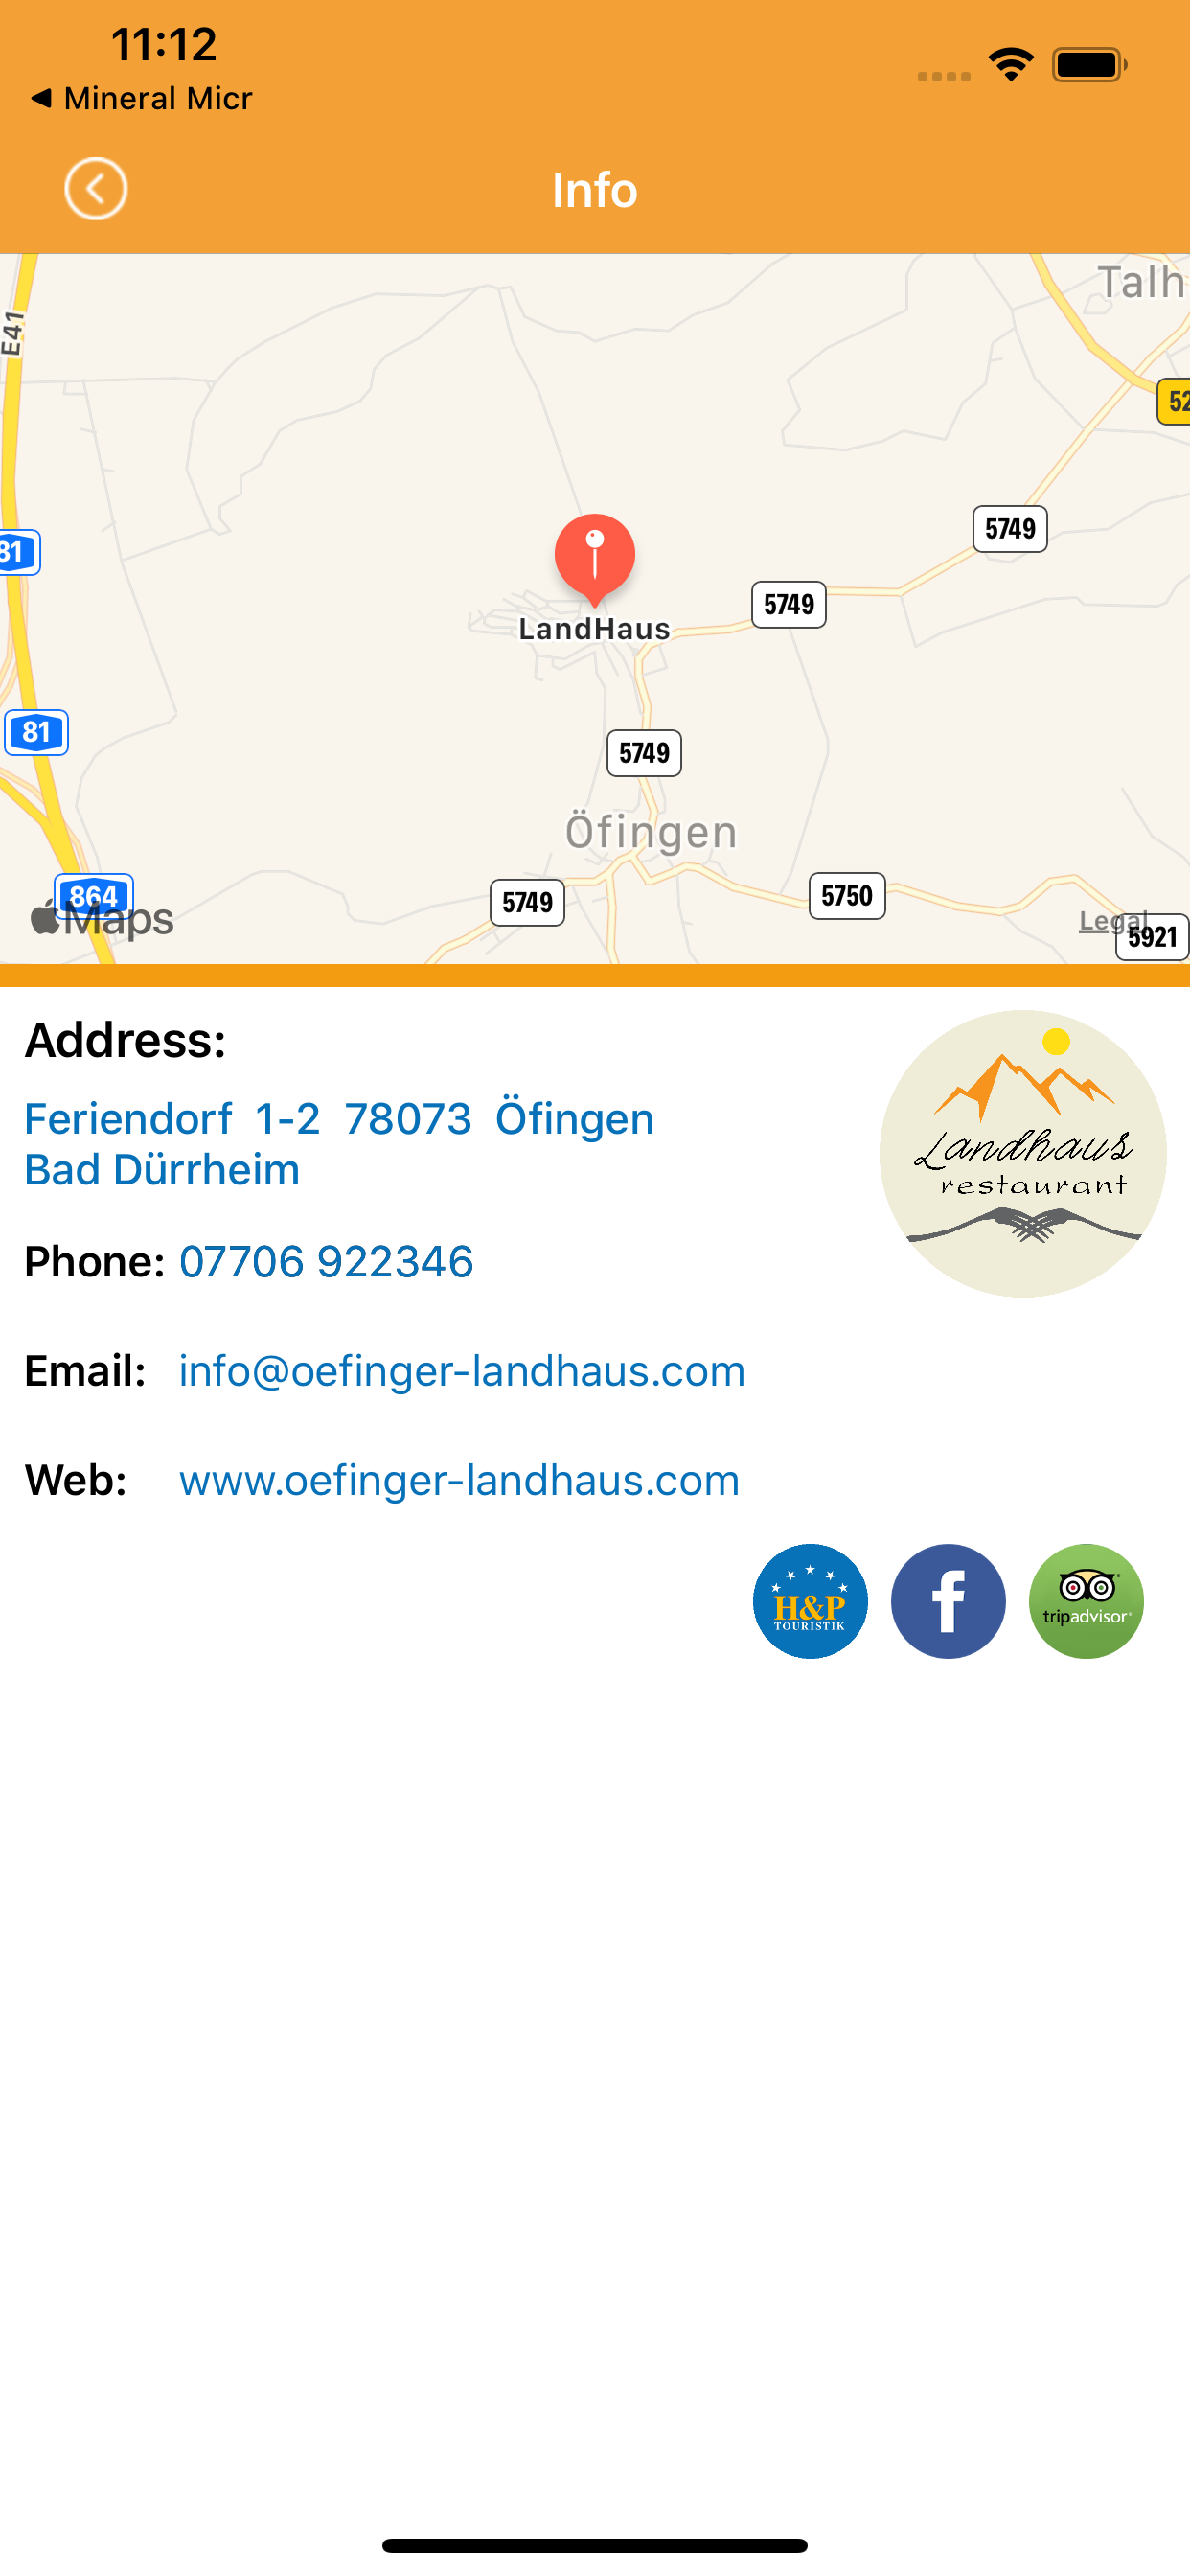 11:12
Mineral Micr
Info
Talh
E41
52
5749
81
5749
LandHaus
81
5749
Öfingen
864
5749
5750
Maps
Legal
5921
Address:
Feriendorf 1-2 78073 Öfingen
Bad Dürrheim
Landhaus
restaurant
Phone: 07706 922346
Email: info@oefinger-landhaus.com
Web: www.oefinger-landhaus.com
H&P
TOURISTIK
f
tripadvisor